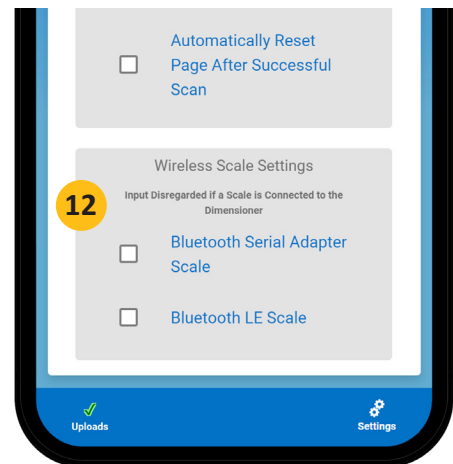 Automatically Reset
Page After Successful
Scan
Wireless Scale Settings
12
Input Disregarded if a Scale is Connected to the
Dimensioner
Bluetooth Serial Adapter
Scale
Bluetooth LE Scale
Uploads
Settings